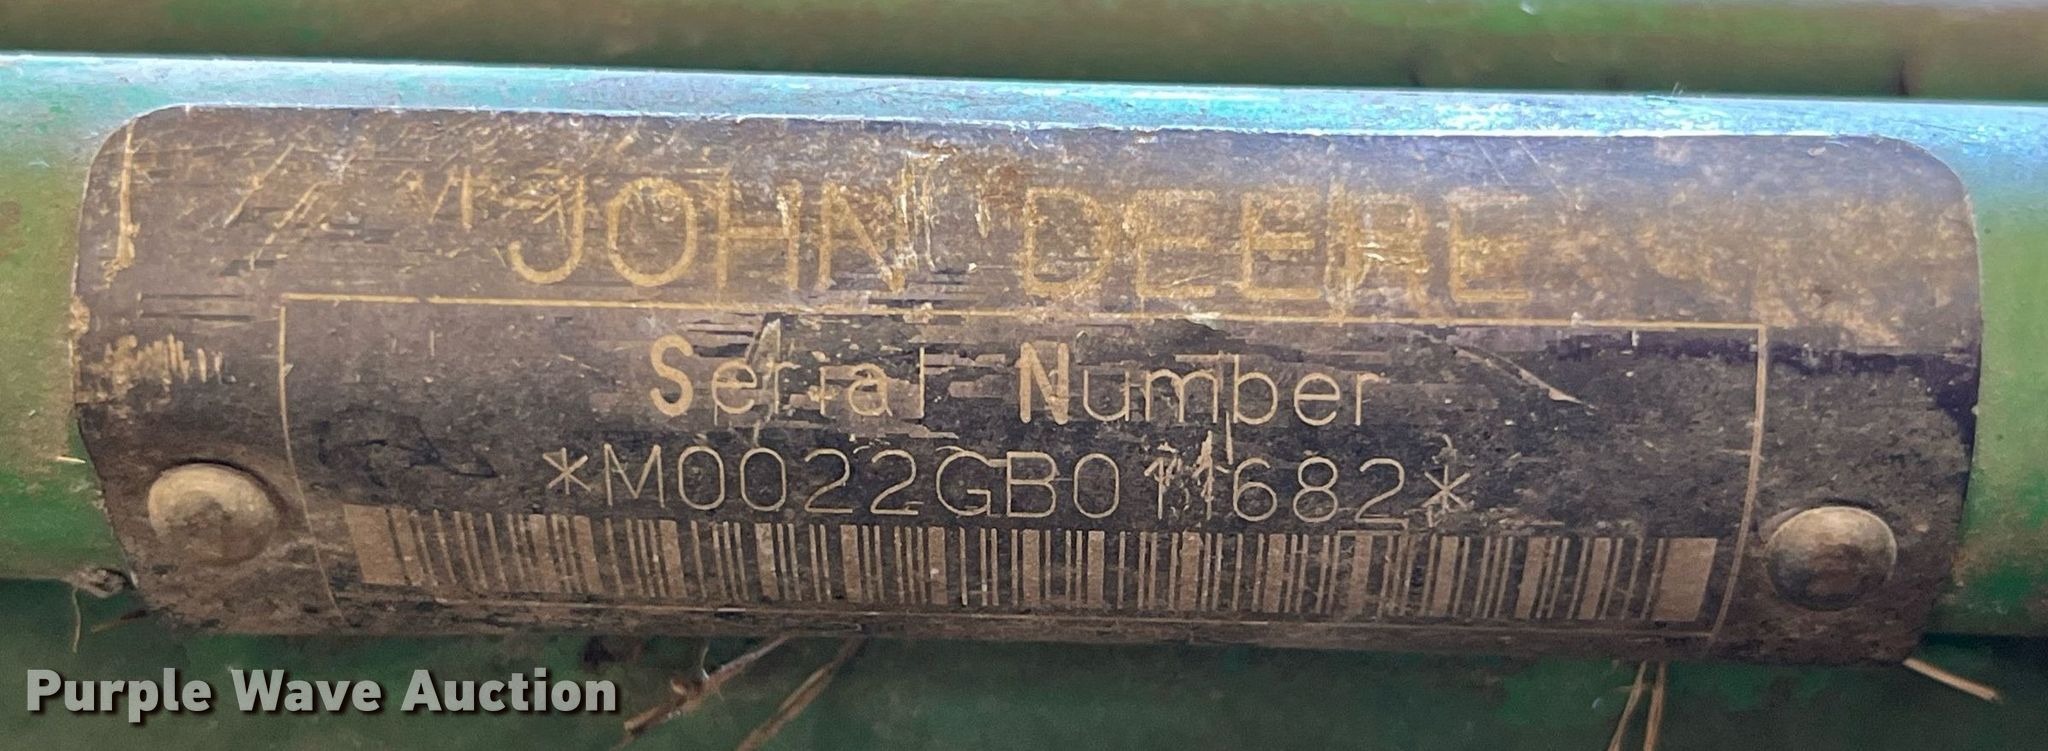 JOHN DEERE
Serial Number
*M0022GB011682*
Purple Wave Auction